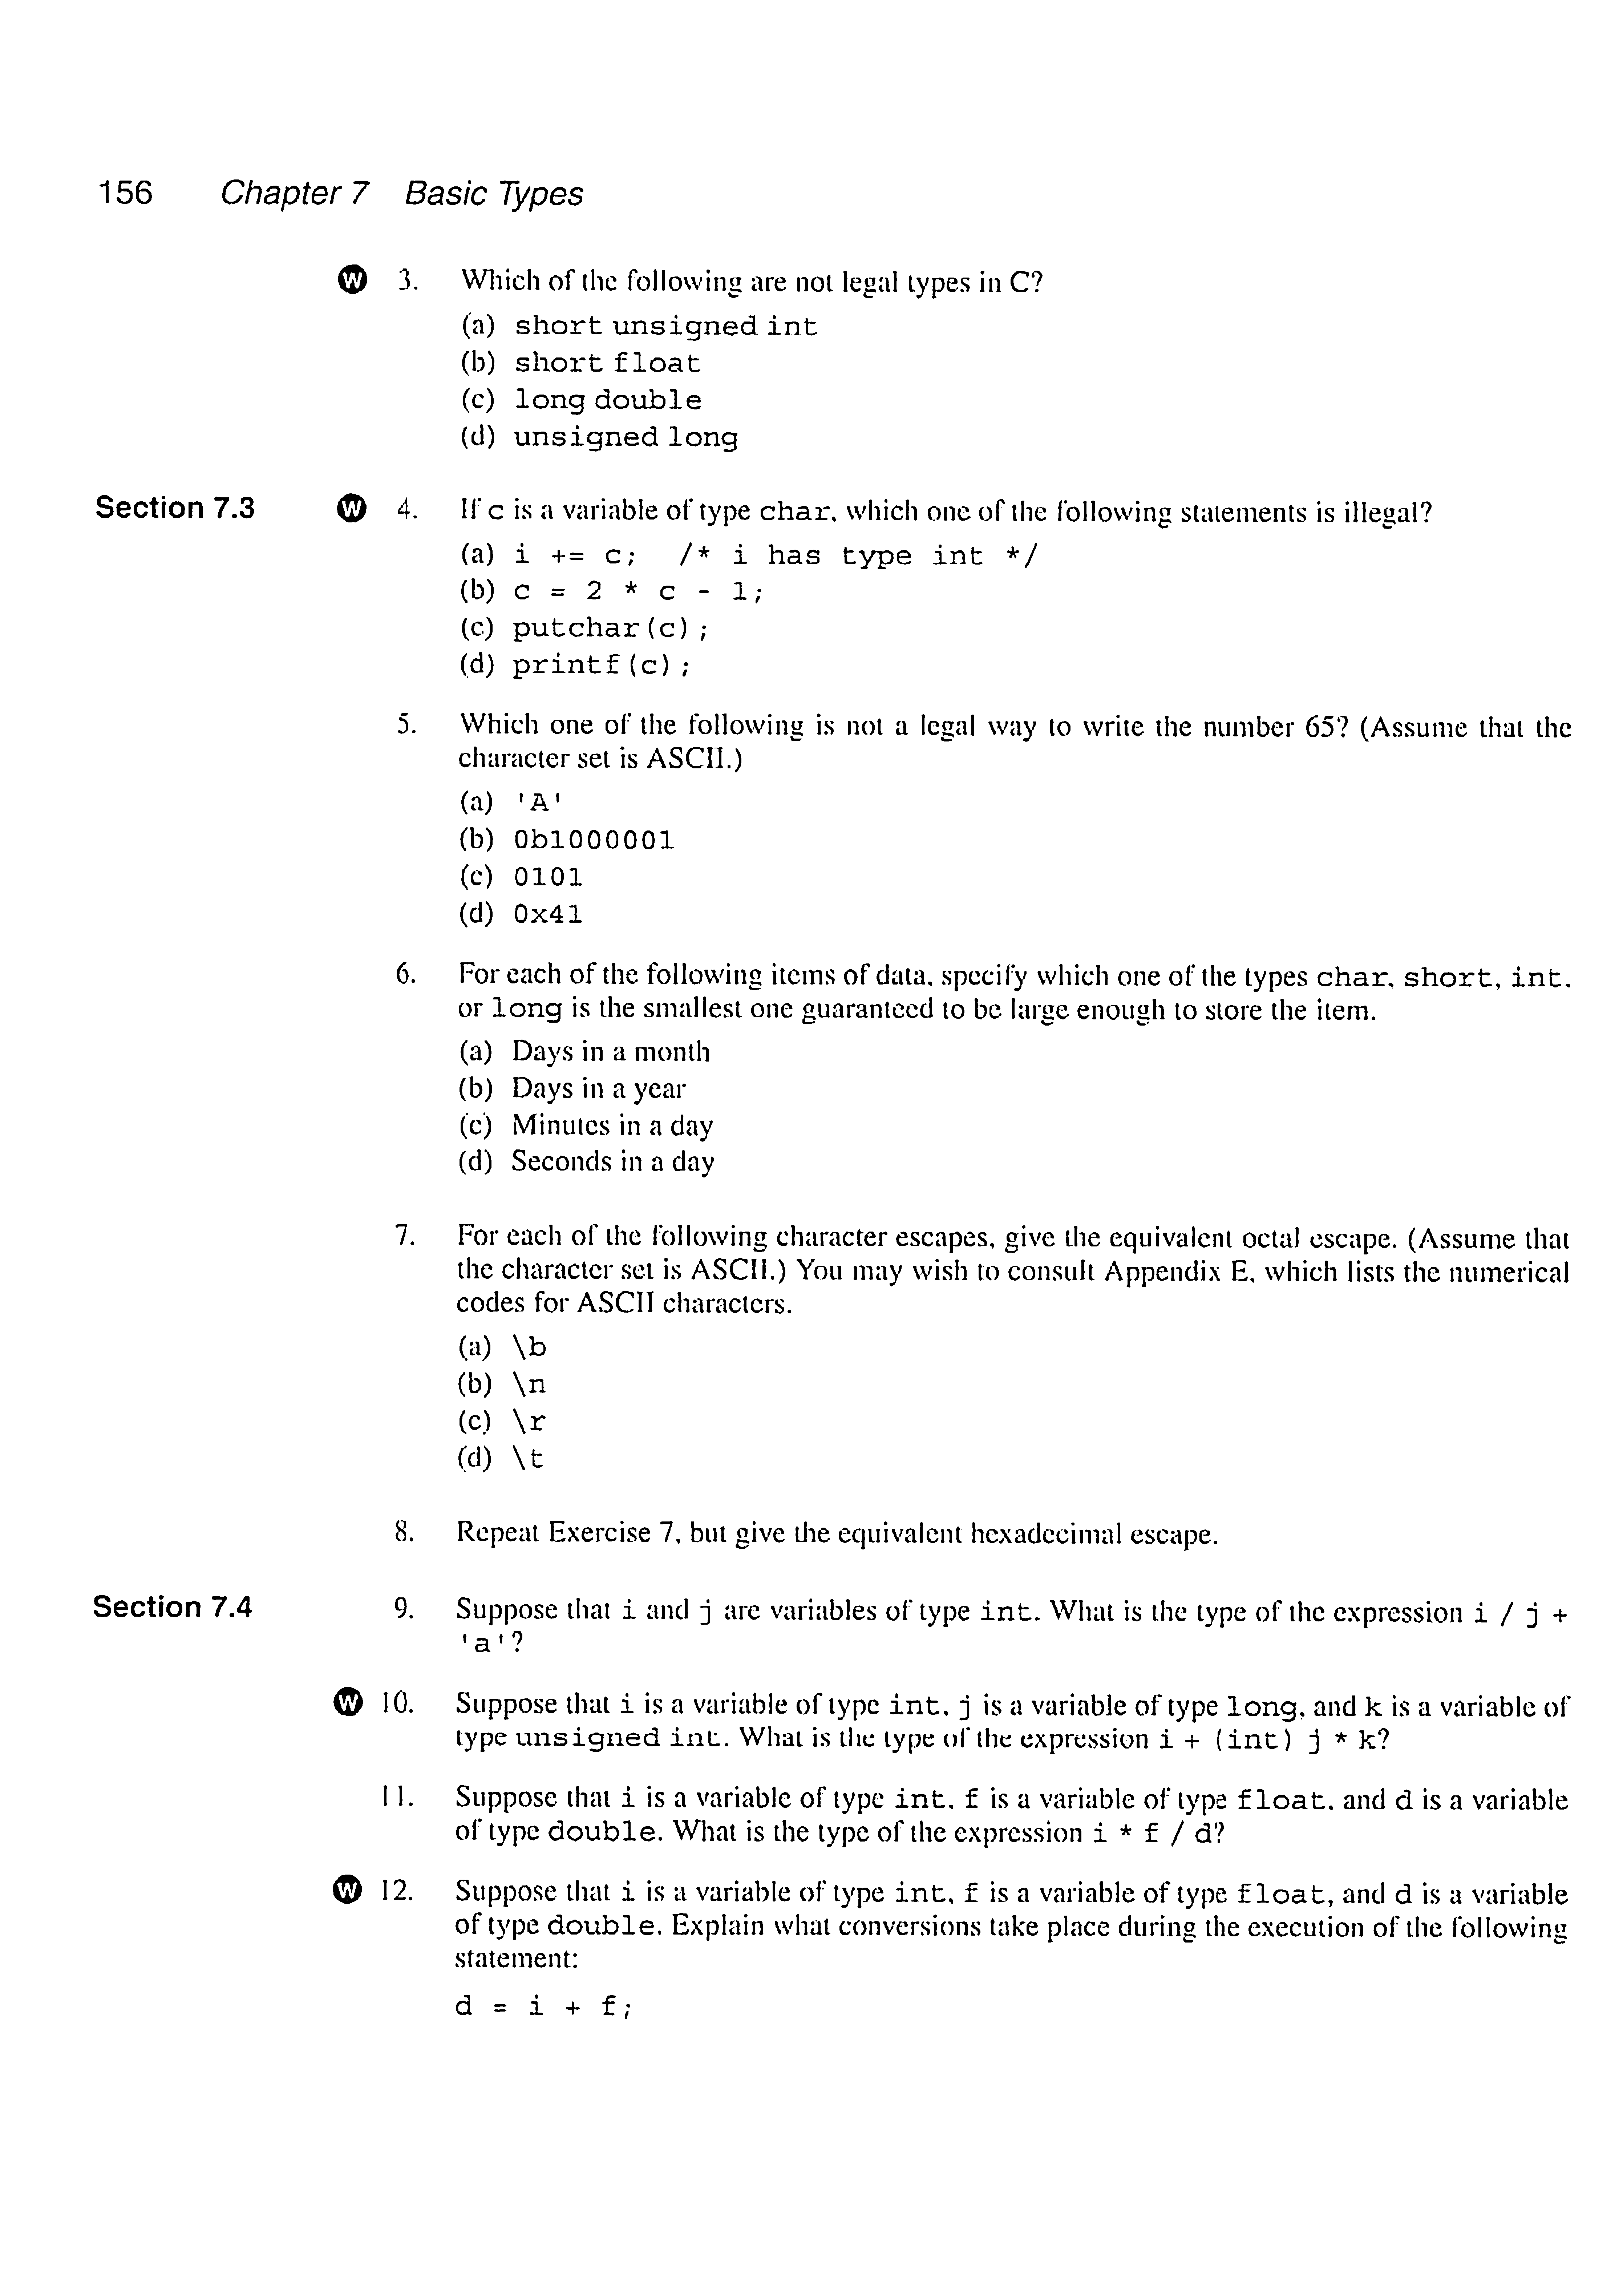 156 Chapter 7 Basic Types
W 3. Which of the following are not legal types in C?
(a) short unsigned int
(b) short float
(c) long double
(d) unsigned long
Section 7.3 W 4. If c is a variable of type char, which one of the following statements is illegal?
(a) i += c; /* i has type int */
(b) c = 2 * c - 1;
(c) putchar(c);
(d) printf(c);
5. Which one of the following is not a legal way to write the number 65? (Assume that the
character set is ASCII.)
(a) 'A'
(b) 0b1000001
(c) 0101
(d) 0x41
6. For each of the following items of data, specify which one of the types char, short, int,
or long is the smallest one guaranteed to be large enough to store the item.
(a) Days in a month
(b) Days in a year
(c) Minutes in a day
(d) Seconds in a day
7. For each of the following character escapes, give the equivalent octal escape. (Assume that
the character set is ASCII.) You may wish to consult Appendix E, which lists the numerical
codes for ASCII characters.
(a) \b
(b) \n
(c) \r
(d) \t
8. Repeat Exercise 7, but give the equivalent hexadecimal escape.
Section 7.4 9. Suppose that i and j are variables of type int. What is the type of the expression i / j +
'a'?
W 10. Suppose that i is a variable of type int, j is a variable of type long, and k is a variable of
type unsigned int. What is the type of the expression i + (int) j * k?
11. Suppose that i is a variable of type int, f is a variable of type float, and d is a variable
of type double. What is the type of the expression i * f / d?
W 12. Suppose that i is a variable of type int, f is a variable of type float, and d is a variable
of type double. Explain what conversions take place during the execution of the following
statement:
d = i + f;